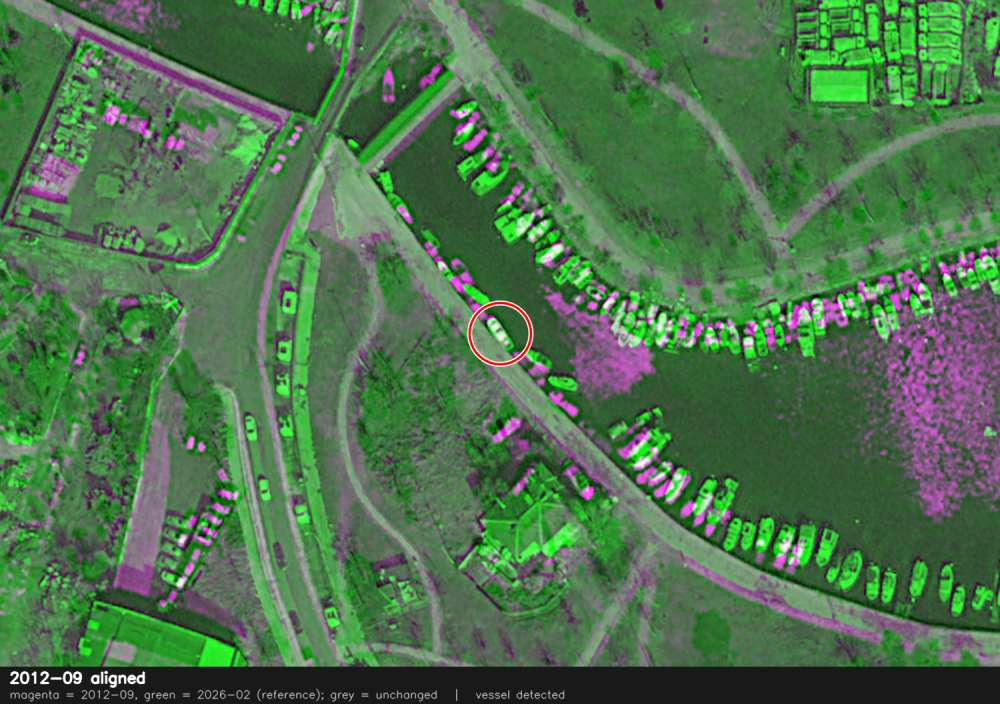 2012-09 aligned
magenta = 2012-09, green = 2026-02 (reference); grey = unchanged | vessel detected